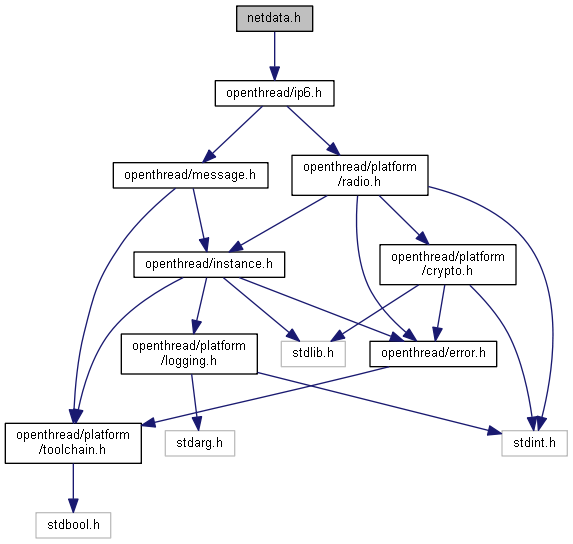 netdata.h
openthread/ip6.h
openthread/message.h
openthread/platform
/radio.h
openthread/instance.h
openthread/platform
/crypto.h
openthread/platform
/logging.h
stdlib.h
openthread/error.h
openthread/platform
/toolchain.h
stdarg.h
stdint.h
stdbool.h